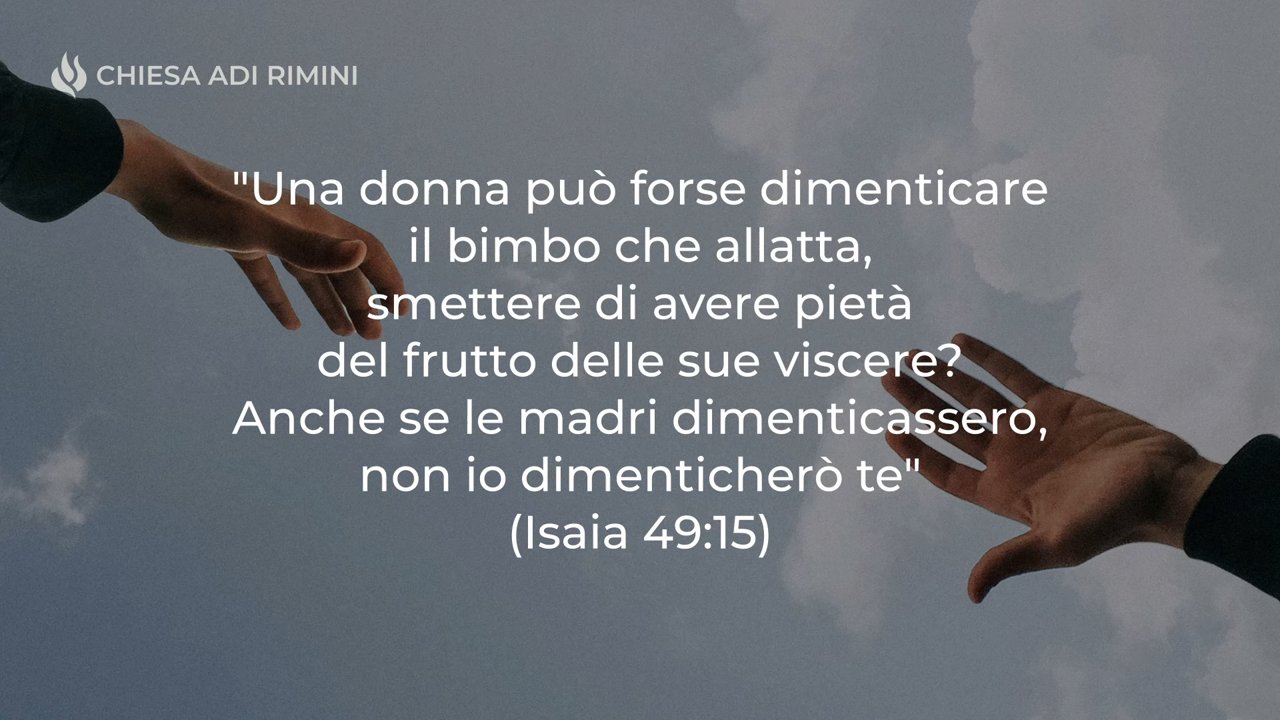 CHIESA ADI RIMINI
"Una donna può forse dimenticare
il bimbo che allatta,
smettere di avere pietà
del frutto delle sue viscere?
Anche se le madri dimenticassero,
non io dimenticherò te"
(Isaia 49:15)